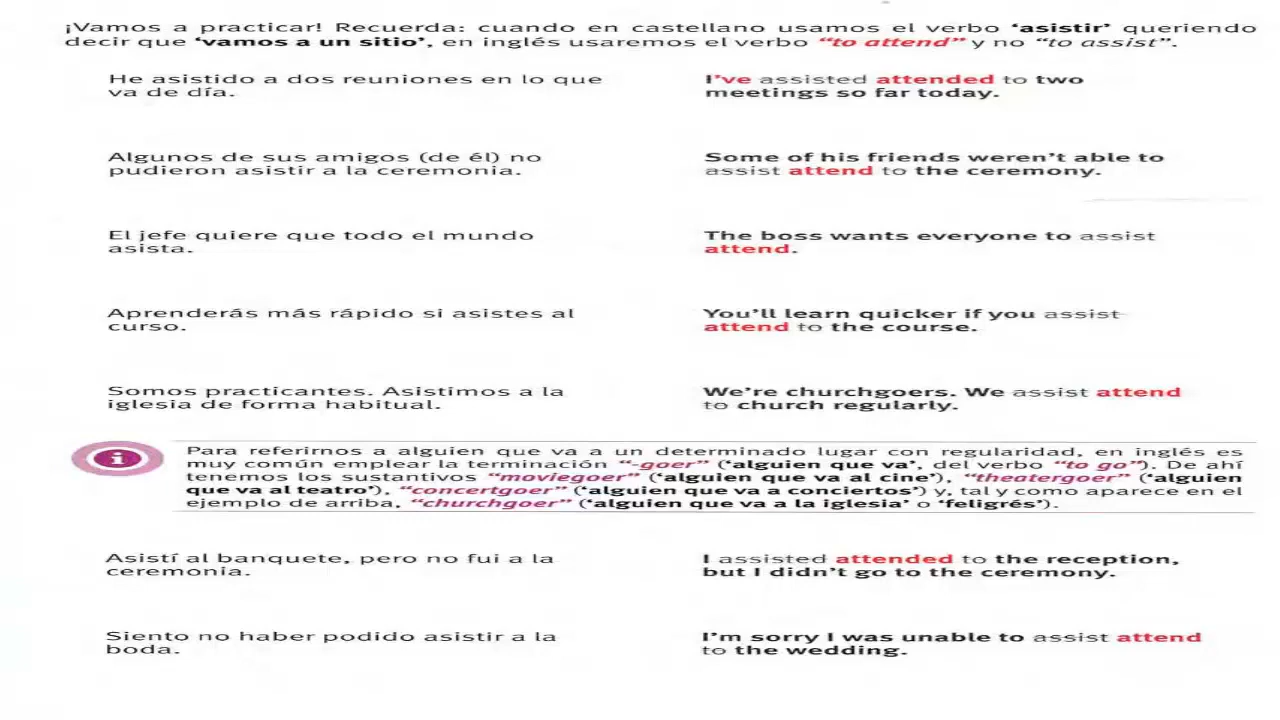 ¡Vamos a practicar! Recuerda: cuando en castellano usamos el verbo ‘asistir’ queriendo
decir que ‘vamos a un sitio’, en inglés usaremos el verbo “to attend” y no “to assist”.
He asistido a dos reuniones en lo que
va de día.
I’ve assisted attended to two
meetings so far today.
Algunos de sus amigos (de él) no
pudieron asistir a la ceremonia.
Some of his friends weren’t able to
assist attend to the ceremony.
El jefe quiere que todo el mundo
asista.
The boss wants everyone to assist
attend.
Aprenderás más rápido si asistes al
curso.
You’ll learn quicker if you assist
attend to the course.
Somos practicantes. Asistimos a la
iglesia de forma habitual.
We’re churchgoers. We assist attend
to church regularly.
i
Para referirnos a alguien que va a un determinado lugar con regularidad, en inglés es
muy común emplear la terminación “-goer” (‘alguien que va’, del verbo “to go”). De ahí
tenemos los sustantivos “moviegoer” (‘alguien que va al cine’), “theatergoer” (‘alguien
que va al teatro’), “concertgoer” (‘alguien que va a conciertos’) y, tal y como aparece en el
ejemplo de arriba, “churchgoer” (‘alguien que va a la iglesia’ o ‘feligrés’).
Asistí al banquete, pero no fui a la
ceremonia.
I assisted attended to the reception,
but I didn’t go to the ceremony.
Siento no haber podido asistir a la
boda.
I’m sorry I was unable to assist attend
to the wedding.